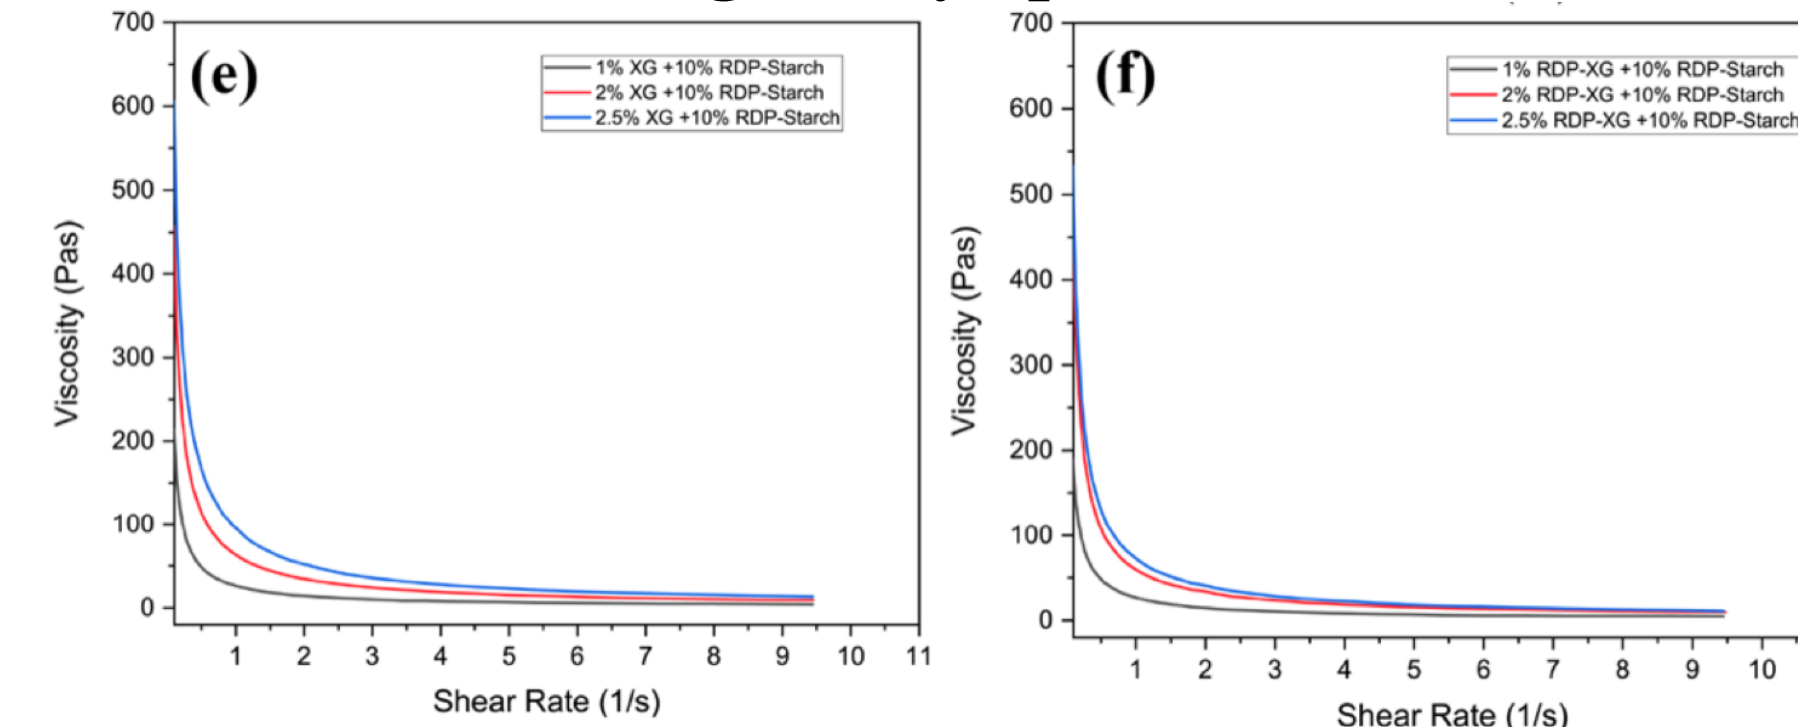 (e)
1% XG +10% RDP-Starch
2% XG +10% RDP-Starch
2.5% XG +10% RDP-Starch
700
600
500
400
300
200
100
0
Viscosity (Pas)
1 2 3 4 5 6 7 8 9 10 11
Shear Rate (1/s)
(f)
1% RDP-XG +10% RDP-Starch
2% RDP-XG +10% RDP-Starch
2.5% RDP-XG +10% RDP-Starch
700
600
500
400
300
200
100
0
Viscosity (Pas)
1 2 3 4 5 6 7 8 9 10
Shear Rate (1/s)